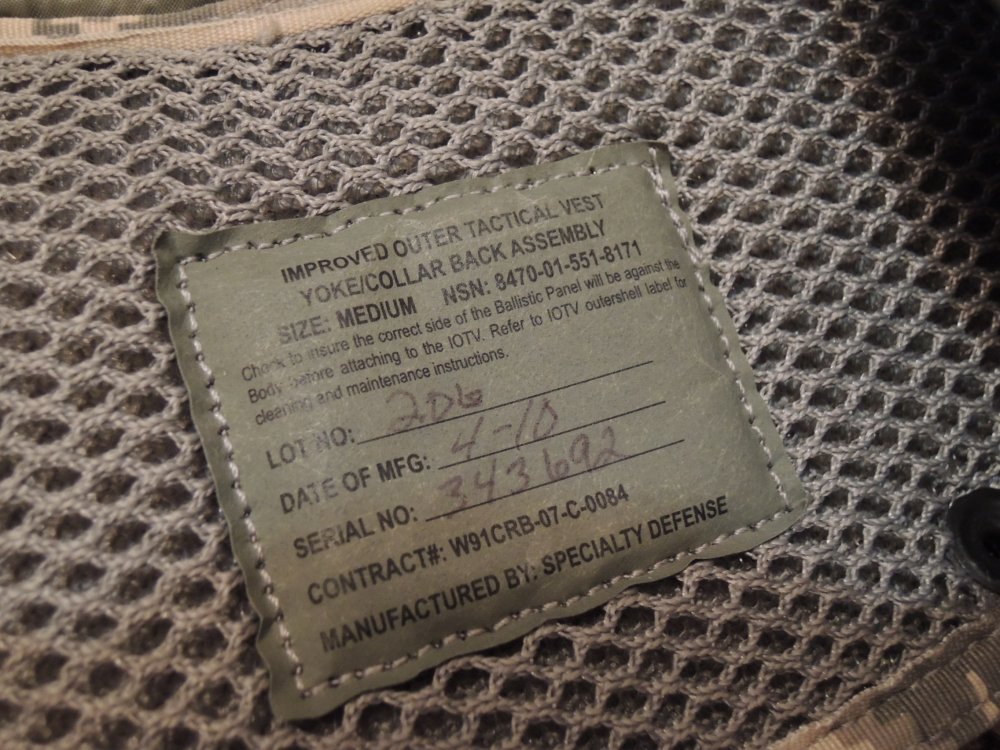 IMPROVED OUTER TACTICAL VEST
YOKE/COLLAR BACK ASSEMBLY
SIZE: MEDIUM NSN: 8470-01-551-8171
Check to insure the correct side of the Ballistic Panel will be against the
Body before attaching to the IOTV. Refer to IOTV outershell label for
cleaning and maintenance instructions.
LOT NO: 206
DATE OF MFG: 4-10
SERIAL NO: 343692
CONTRACT#: W91CRB-07-C-0084
MANUFACTURED BY: SPECIALTY DEFENSE